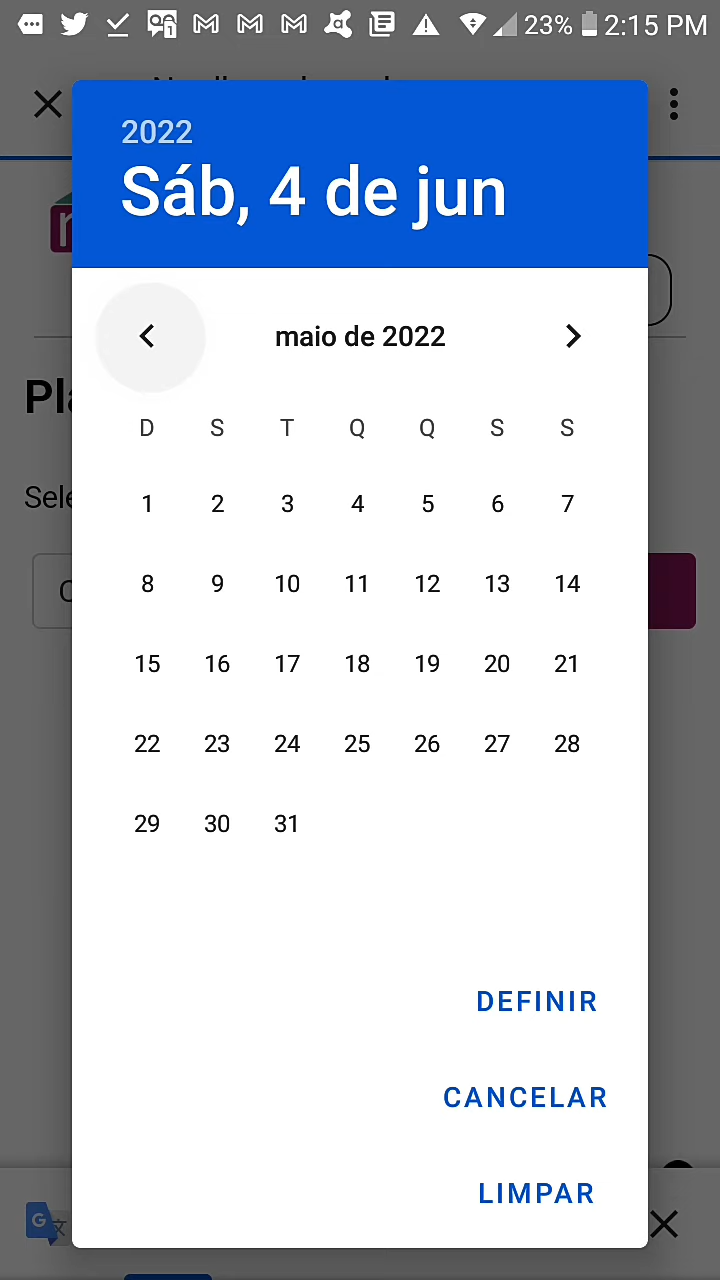 23% 2:15 PM
2022
Sáb, 4 de jun
maio de 2022
D S T Q Q S S
1 2 3 4 5 6 7
8 9 10 11 12 13 14
15 16 17 18 19 20 21
22 23 24 25 26 27 28
29 30 31
DEFINIR
CANCELAR
LIMPAR